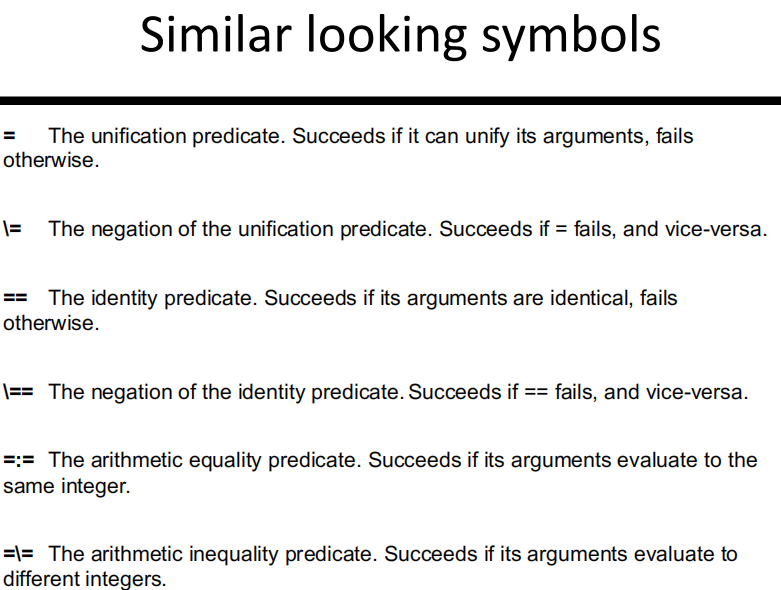 Similar looking symbols
= The unification predicate. Succeeds if it can unify its arguments, fails
otherwise.
\= The negation of the unification predicate. Succeeds if = fails, and vice-versa.
== The identity predicate. Succeeds if its arguments are identical, fails
otherwise.
\== The negation of the identity predicate. Succeeds if == fails, and vice-versa.
=:= The arithmetic equality predicate. Succeeds if its arguments evaluate to the
same integer.
=\= The arithmetic inequality predicate. Succeeds if its arguments evaluate to
different integers.